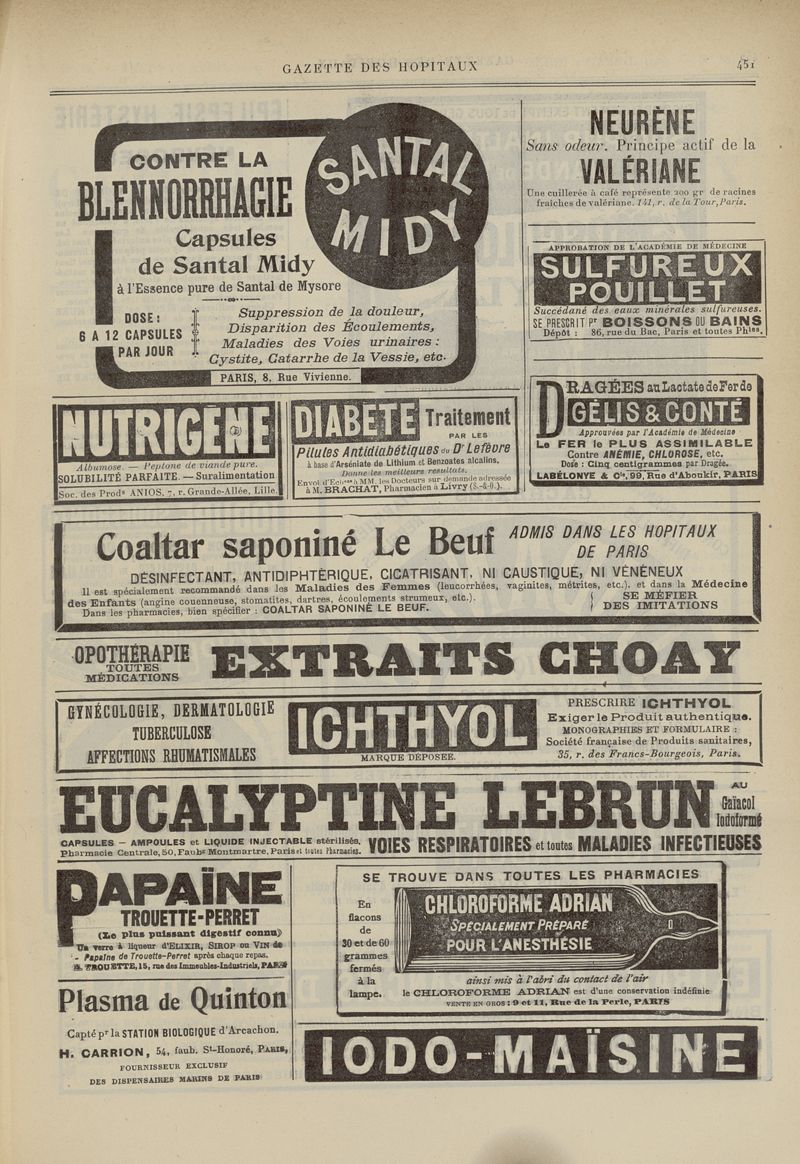 GAZETTE DES HOPITAUX
451
CONTRE LA
BLENNORRHAGIE
SANTAL
MIDY
Capsules
de Santal Midy
à l'Essence pure de Santal de Mysore
DOSE:
6 A 12 CAPSULES
PAR JOUR
Suppression de la douleur,
Disparition des Écoulements,
Maladies des Voies urinaires:
Cystite, Catarrhe de la Vessie, etc.
PARIS, 8, Rue Vivienne.
NEURÈNE
Sans odeur. Principe actif de la
VALÉRIANE
Une cuillerée à café représente 200 gr de racines
fraîches de valériane. 141, r. de la Tour, Paris.
APPROBATION DE L'ACADÉMIE DE MÉDECINE
SULFUREUX
POUILLET
Succédané des eaux minérales sulfureuses.
SE PRESCRIT Pr BOISSONS OU BAINS
Dépôt : 86, rue du Bac, Paris et toutes Phies.
NUTRIGÈNE
Albumose — Peptone de viande pure.
SOLUBILITÉ PARFAITE. — Suralimentation
Soc. des Prods ANIOS, 7, r. Grande-Allée, Lille.
DIABÈTE Traitement
PAR LES
Pilules Antidiabétiques du Dr Lefèvre
à base d'Arséniate de Lithium et Benzoates alcalins.
Donne les meilleurs résultats.
Envoi d'Echons à MM. les Docteurs sur demande adressée
à M. BRACHAT, Pharmacien à Livry (S.-&-O.).
DRAGÉES au Lactate de Fer de
GÉLIS & CONTÉ
Approuvées par l'Académie de Médecine
Le FER le PLUS ASSIMILABLE
Contre ANÉMIE, CHLOROSE, etc.
Dose : Cinq centigrammes par Dragée.
LABÉLONYE & Cie, 99, Rue d'Aboukir, PARIS
Coaltar saponiné Le Beuf
ADMIS DANS LES HOPITAUX
DE PARIS
DÉSINFECTANT, ANTIDIPHTÉRIQUE, CICATRISANT, NI CAUSTIQUE, NI VÉNÉNEUX
Il est spécialement recommandé dans les Maladies des Femmes (leucorrhées, vaginites, métrites, etc.), et dans la Médecine
des Enfants (angine couenneuse, stomatites, dartres, écoulements strumeux, etc.).
Dans les pharmacies, bien spécifier : COALTAR SAPONINÉ LE BEUF.
SE MÉFIER
DES IMITATIONS
OPOTHÉRAPIE
TOUTES
MÉDICATIONS
EXTRAITS CHOAY
GYNÉCOLOGIE, DERMATOLOGIE
TUBERCULOSE
AFFECTIONS RHUMATISMALES
ICHTHYOL
MARQUE DÉPOSÉE.
PRESCRIRE ICHTHYOL
Exiger le Produit authentique.
MONOGRAPHIES ET FORMULAIRE :
Société française de Produits sanitaires,
35, r. des Francs-Bourgeois, Paris.
EUCALYPTINE LEBRUN
AU
Gaïacol
Iodoformé
CAPSULES — AMPOULES et LIQUIDE INJECTABLE stérilisés.
Pharmacie Centrale, 50, Faubg Montmartre, Paris et toutes Pharmacies.
VOIES RESPIRATOIRES et toutes MALADIES INFECTIEUSES
PAPAÏNE
TROUETTE-PERRET
(Le plus puissant digestif connu)
Un verre à liqueur d'ELIXIR, SIROP ou VIN de
Papaïne de Trouette-Perret après chaque repas.
E. TROUETTE, 15, rue des Immeubles-Industriels, PARIS
SE TROUVE DANS TOUTES LES PHARMACIES
En
flacons
de
30 et de 60
grammes
fermés
à la
lampe.
CHLOROFORME ADRIAN
SPÉCIALEMENT PRÉPARÉ
POUR L'ANESTHÉSIE
ainsi mis à l'abri du contact de l'air
le CHLOROFORME ADRIAN est d'une conservation indéfinie
VENTE EN GROS : 9 et 11, Rue de la Perle, PARIS
Plasma de Quinton
Capté pr la STATION BIOLOGIQUE d'Arcachon.
H. CARRION, 54, faub. St-Honoré, PARIS,
FOURNISSEUR EXCLUSIF
DES DISPENSAIRES MARINS DE PARIS
IODO-MAÏSINE